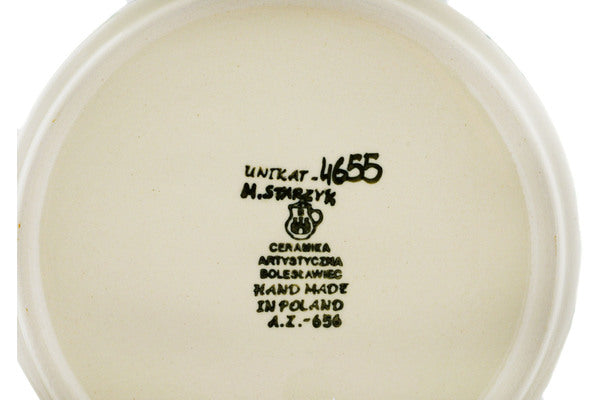 UNIKAT-4655
M.STARZYK
CERAMIKA
ARTYSTYCZNA
BOLESŁAWIEC
HAND MADE
IN POLAND
A.I.-656